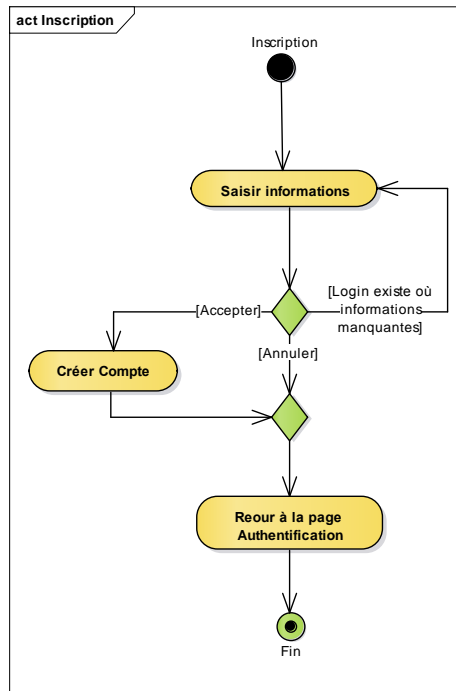 act Inscription
Inscription
Saisir informations
[Login existe où
informations
manquantes]
[Accepter]
[Annuler]
Créer Compte
Reour à la page
Authentification
Fin